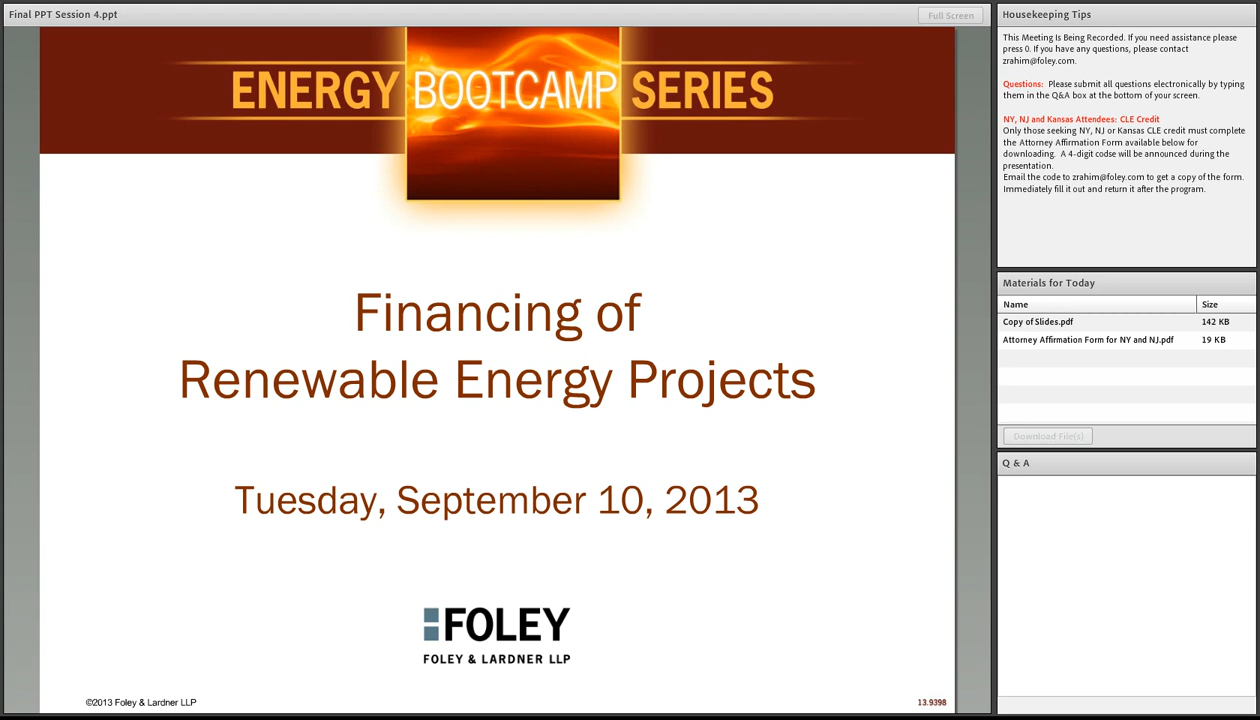 Final PPT Session 4.ppt
Full Screen
ENERGY BOOTCAMP SERIES
Financing of
Renewable Energy Projects
Tuesday, September 10, 2013
FOLEY
FOLEY & LARDNER LLP
©2013 Foley & Lardner LLP
13.9398
Housekeeping Tips
This Meeting Is Being Recorded. If you need assistance please
press 0. If you have any questions, please contact
zrahim@foley.com.
Questions: Please submit all questions electronically by typing
them in the Q&A box at the bottom of your screen.
NY, NJ and Kansas Attendees: CLE Credit
Only those seeking NY, NJ or Kansas CLE credit must complete
the Attorney Affirmation Form available below for
downloading. A 4-digit codse will be announced during the
presentation.
Email the code to zrahim@foley.com to get a copy of the form.
Immediately fill it out and return it after the program.
Materials for Today
Name Size
Copy of Slides.pdf 142 KB
Attorney Affirmation Form for NY and NJ.pdf 19 KB
Download File(s)
Q & A